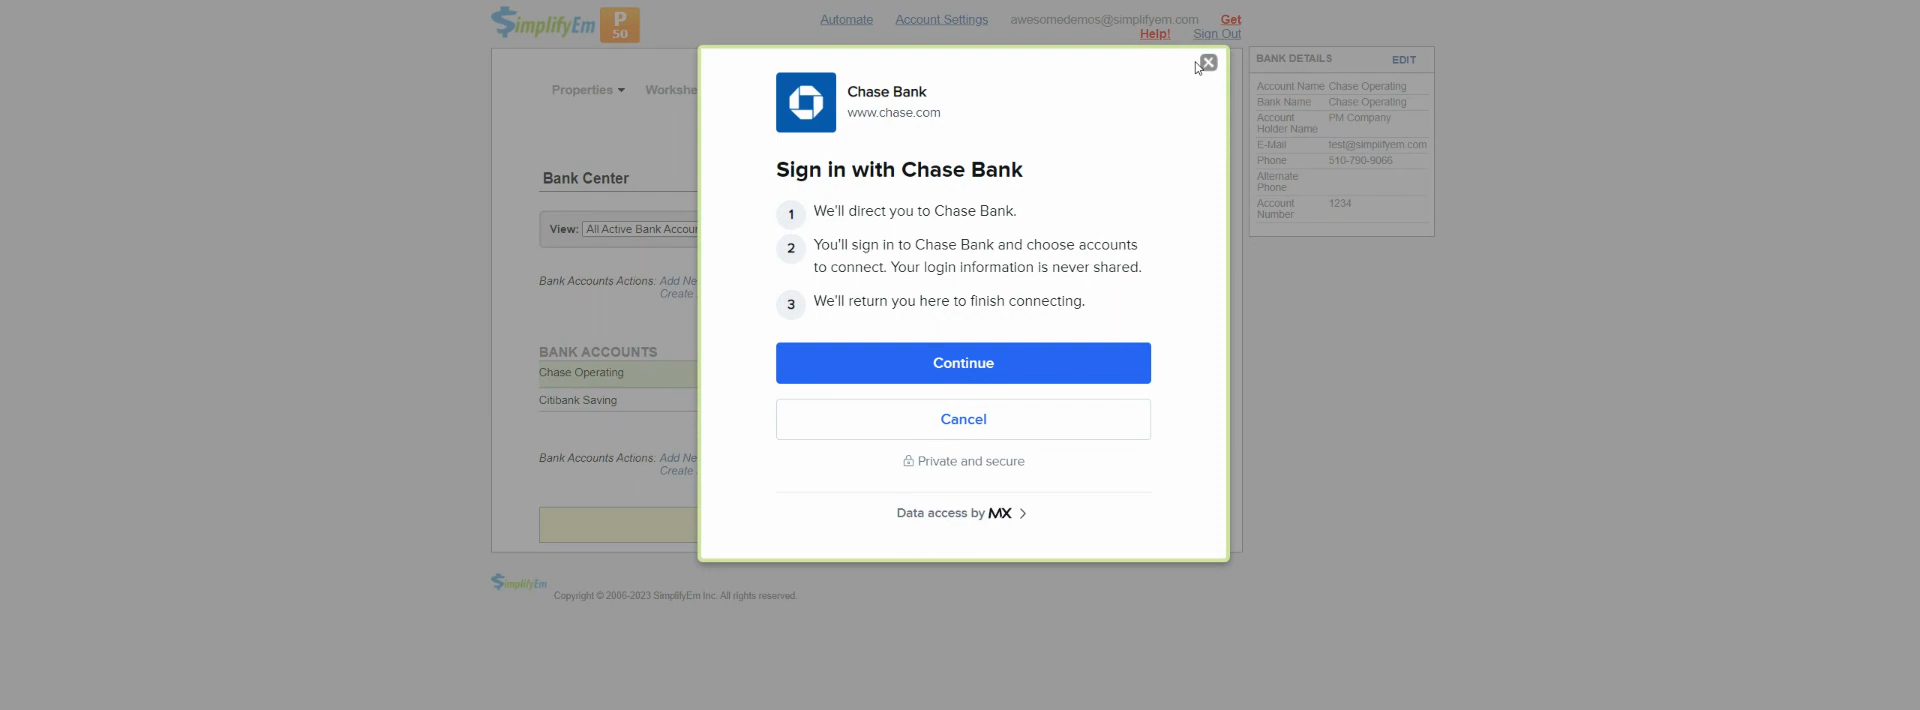 SimplifyEm P 50
Automate Account Settings awesomedemos@simplifyem.com Get
Help! Sign Out
Properties Workshe
Bank Center
View: All Active Bank Accour
Bank Accounts Actions: Add Ne
Create
BANK ACCOUNTS
Chase Operating
Citibank Saving
Bank Accounts Actions: Add Ne
Create
Chase Bank
www.chase.com
Sign in with Chase Bank
1 We'll direct you to Chase Bank.
2 You'll sign in to Chase Bank and choose accounts
to connect. Your login information is never shared.
3 We'll return you here to finish connecting.
Continue
Cancel
Private and secure
Data access by MX
BANK DETAILS EDIT
Account Name Chase Operating
Bank Name Chase Operating
Account PM Company
Holder Name
E-Mail test@simplifyem.com
Phone 510-790-9066
Alternate
Phone
Account 1234
Number
SimplifyEm
Copyright © 2006-2023 SimplifyEm Inc. All rights reserved.